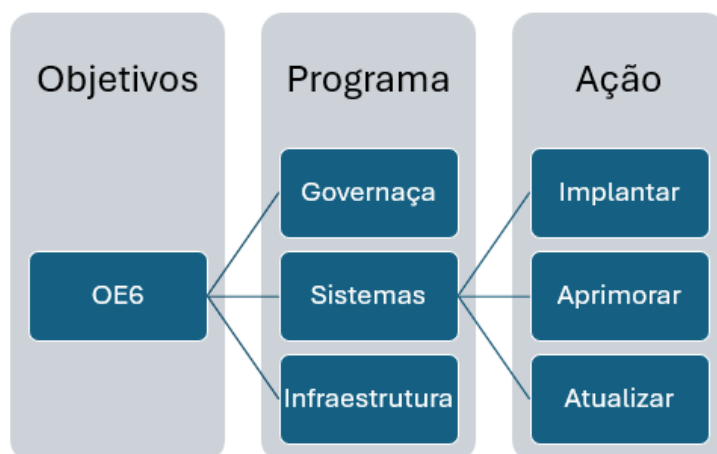 Objetivos
Programa
Ação
Governaça
Implantar
OE6
Sistemas
Aprimorar
Infraestrutura
Atualizar